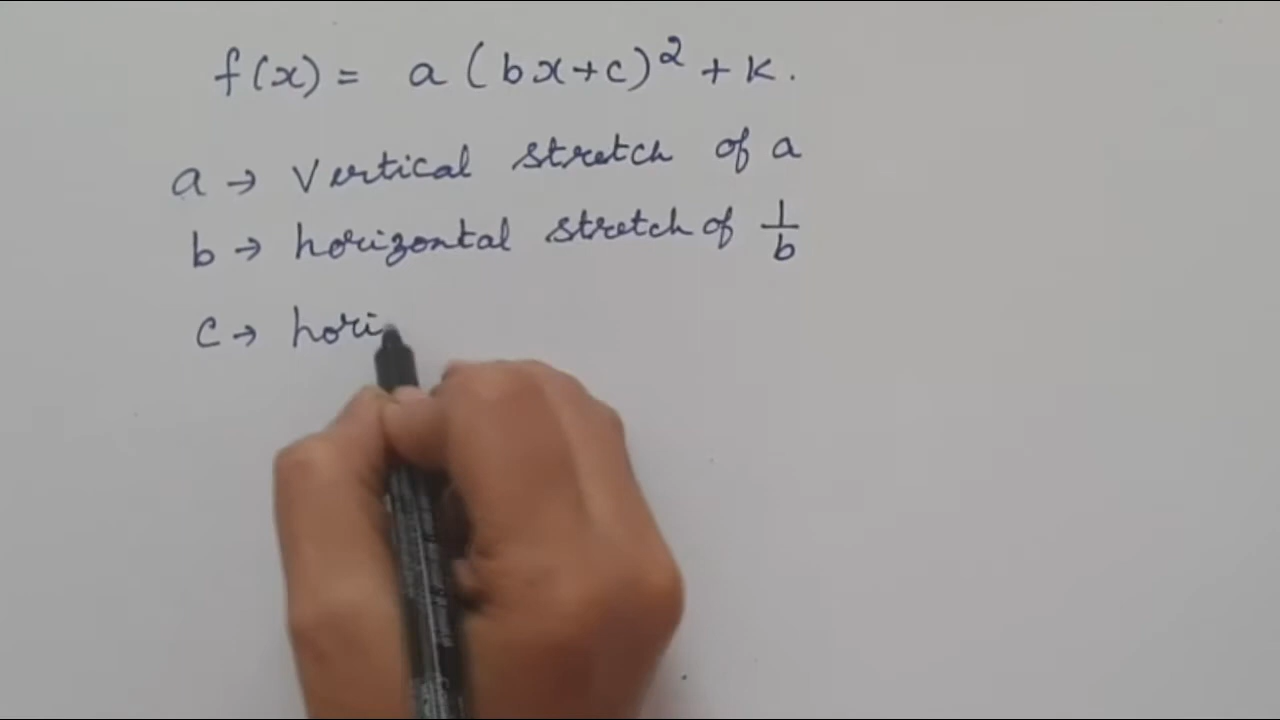 f(x) = a (bx+c)² + k.
a → Vertical stretch of a
b → horizontal stretch of 1/b
c → hori